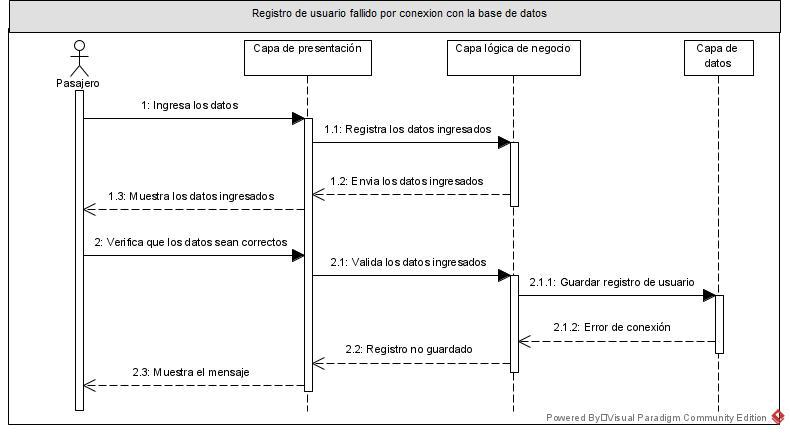 Registro de usuario fallido por conexion con la base de datos
Pasajero
Capa de presentación
Capa lógica de negocio
Capa de
datos
1: Ingresa los datos
1.1: Registra los datos ingresados
1.2: Envia los datos ingresados
1.3: Muestra los datos ingresados
2: Verifica que los datos sean correctos
2.1: Valida los datos ingresados
2.1.1: Guardar registro de usuario
2.1.2: Error de conexión
2.2: Registro no guardado
2.3: Muestra el mensaje
Powered By Visual Paradigm Community Edition